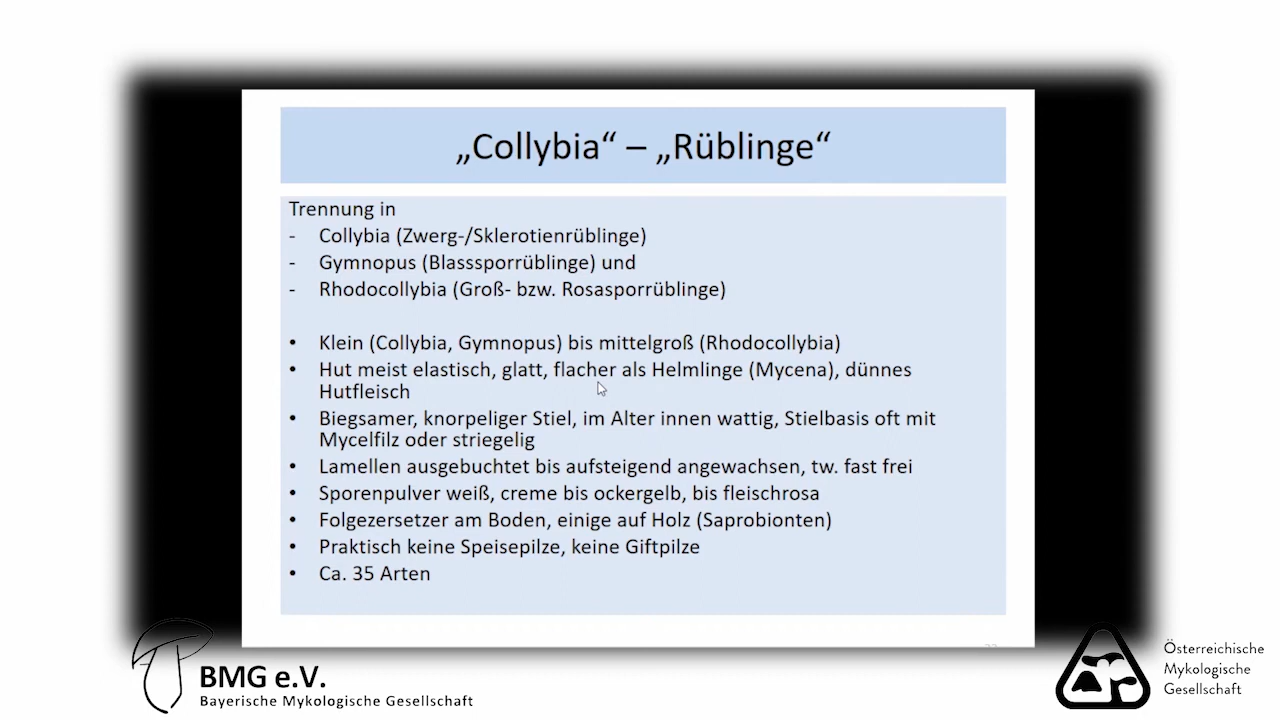 „Collybia“ – „Rüblinge“
Trennung in
- Collybia (Zwerg-/Sklerotienrüblinge)
- Gymnopus (Blasssporrüblinge) und
- Rhodocollybia (Groß- bzw. Rosasporrüblinge)
• Klein (Collybia, Gymnopus) bis mittelgroß (Rhodocollybia)
• Hut meist elastisch, glatt, flacher als Helmlinge (Mycena), dünnes
Hutfleisch
• Biegsamer, knorpeliger Stiel, im Alter innen wattig, Stielbasis oft mit
Mycelfilz oder striegelig
• Lamellen ausgebuchtet bis aufsteigend angewachsen, tw. fast frei
• Sporenpulver weiß, creme bis ockergelb, bis fleischrosa
• Folgezersetzer am Boden, einige auf Holz (Saprobionten)
• Praktisch keine Speisepilze, keine Giftpilze
• Ca. 35 Arten
BMG e.V.
Bayerische Mykologische Gesellschaft
Österreichische
Mykologische
Gesellschaft